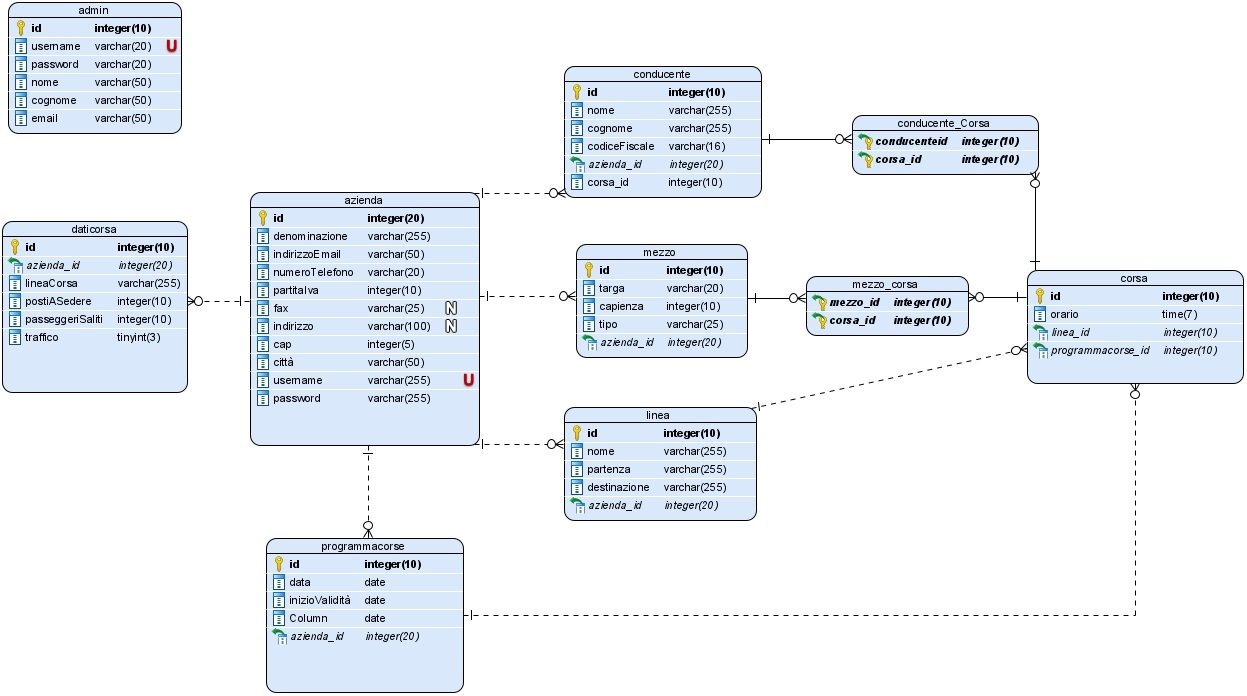 admin
id integer(10)
username varchar(20) U
password varchar(20)
nome varchar(50)
cognome varchar(50)
email varchar(50)
daticorsa
id integer(10)
azienda_id integer(20)
lineaCorsa varchar(255)
postiASedere integer(10)
passeggeriSaliti integer(10)
traffico tinyint(3)
azienda
id integer(20)
denominazione varchar(255)
indirizzoEmail varchar(50)
numeroTelefono varchar(20)
partitaIva integer(10)
fax varchar(25) N
indirizzo varchar(100) N
cap integer(5)
città varchar(50)
username varchar(255) U
password varchar(255)
programmacorse
id integer(10)
data date
inizioValidità date
Column date
azienda_id integer(20)
conducente
id integer(10)
nome varchar(255)
cognome varchar(255)
codiceFiscale varchar(16)
azienda_id integer(20)
corsa_id integer(10)
mezzo
id integer(10)
targa varchar(20)
capienza integer(10)
tipo varchar(25)
azienda_id integer(20)
linea
id integer(10)
nome varchar(255)
partenza varchar(255)
destinazione varchar(255)
azienda_id integer(20)
conducente_Corsa
conducenteid integer(10)
corsa_id integer(10)
mezzo_corsa
mezzo_id integer(10)
corsa_id integer(10)
corsa
id integer(10)
orario time(7)
linea_id integer(10)
programmacorse_id integer(10)